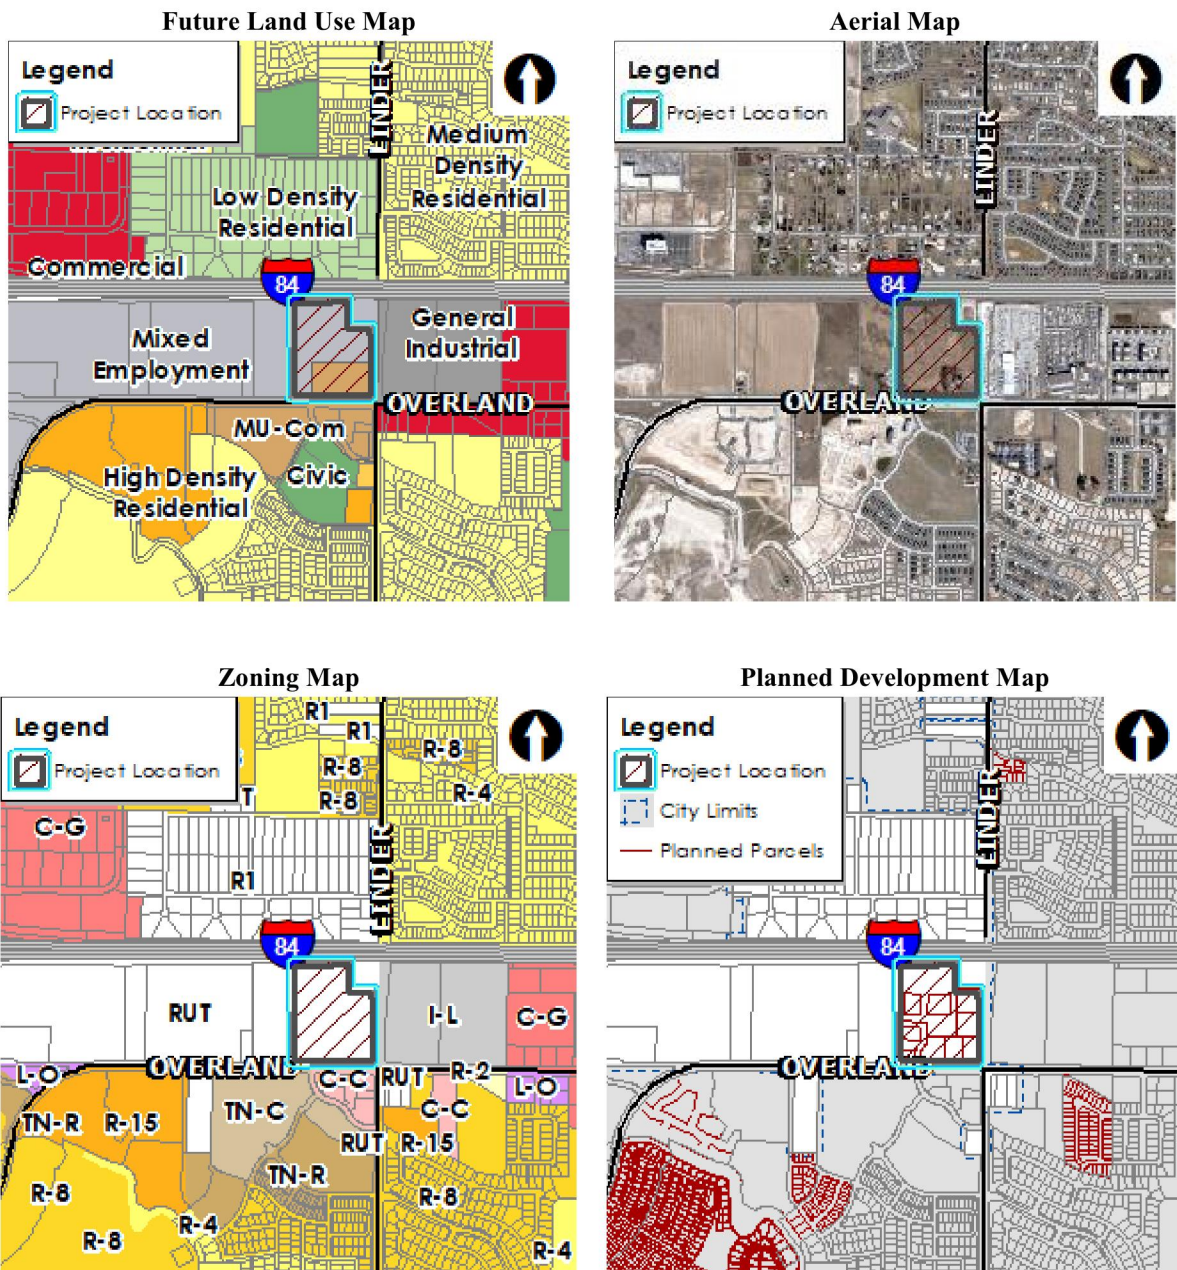 Future Land Use Map
Legend
Project Location
LINDER
Medium
Density
Residential
Low Density
Residential
Commercial
84
Mixed
Employment
General
Industrial
OVERLAND
MU-Com
High Density
Residential
Civic
Aerial Map
Legend
Project Location
LINDER
84
OVERLAND
Zoning Map
Legend
Project Location
R1
R1
R-8
R-8
R-8
R-4
T
C-G
LINDER
R1
84
RUT
I-L
C-G
OVERLAND
L-O
C-C
RUT
R-2
L-O
TN-R
R-15
TN-C
C-C
RUT
R-15
TN-R
R-8
R-8
R-4
R-8
R-4
Planned Development Map
Legend
Project Location
City Limits
Planned Parcels
LINDER
84
OVERLAND